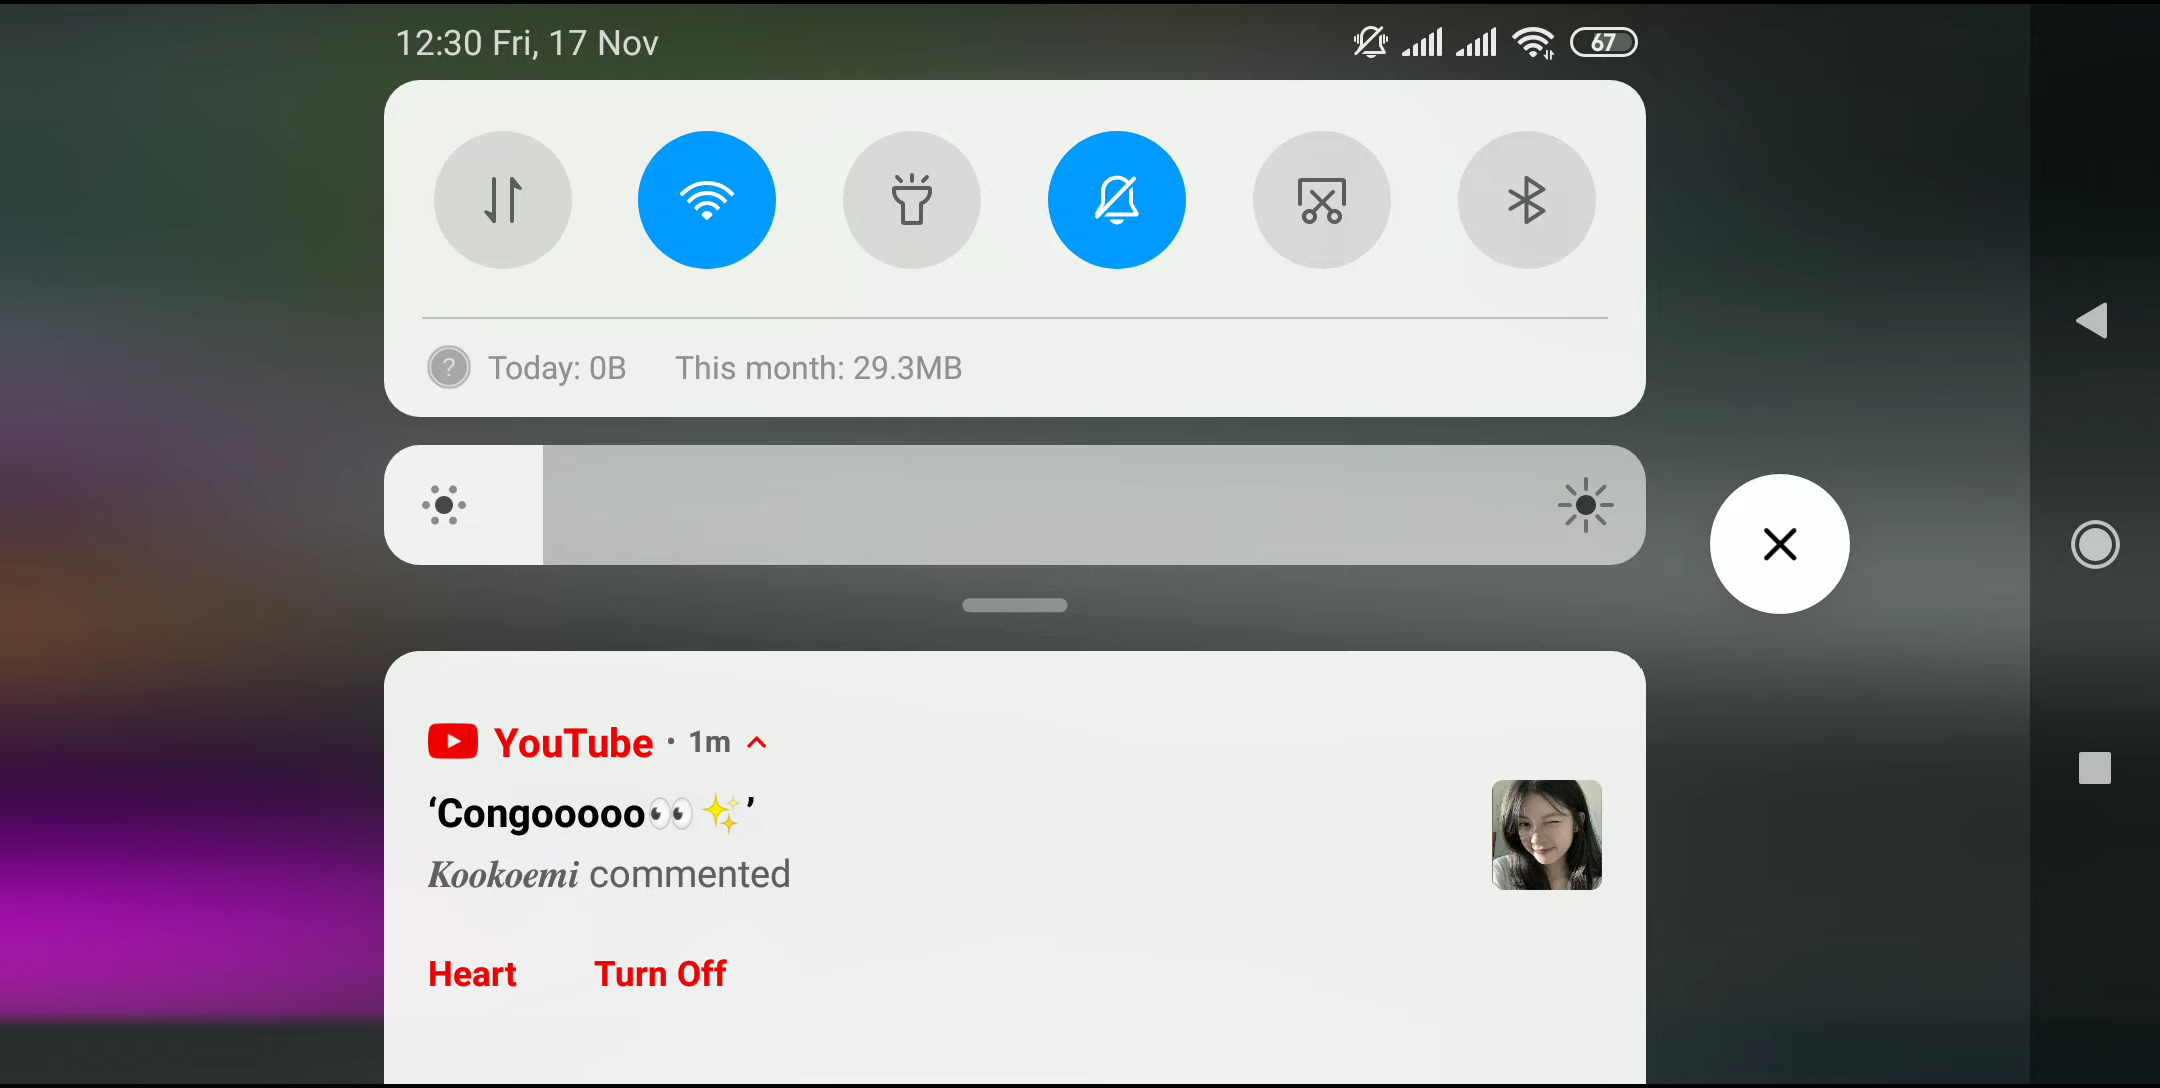 12:30 Fri, 17 Nov
67
? Today: 0B This month: 29.3MB
YouTube · 1m
‘Congooooo👀✨’
Kookoemi commented
Heart Turn Off